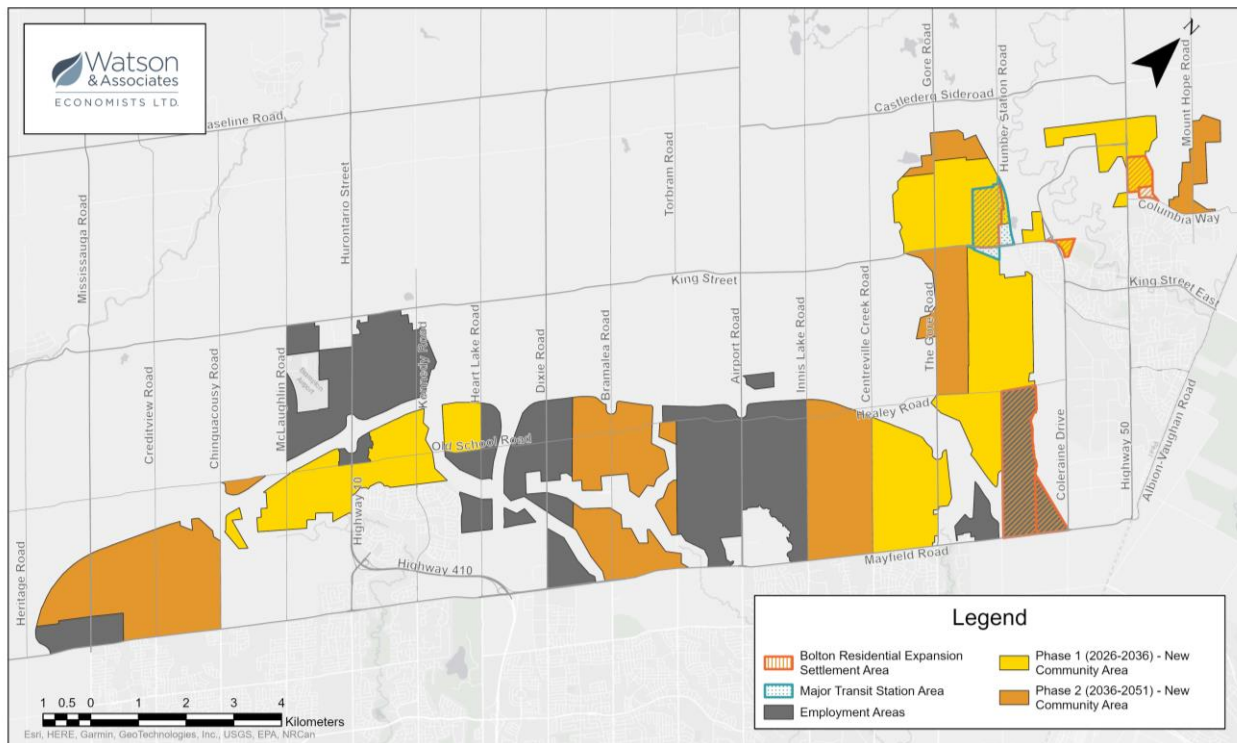 Watson
& Associates
ECONOMISTS LTD.
N
aseline Road
Castlederg Sideroad
Gore Road
Humber Station Road
Mount Hope Road
Columbia Way
Mississauga Road
Hurontario Street
Torbram Road
King Street
King Street East
Creditview Road
Chinguacousy Road
McLaughlin Road
Brampton
Airport
Kennedy Road
Heart Lake Road
Dixie Road
Bramalea Road
Airport Road
Innis Lake Road
Centreville Creek Road
The Gore Road
Healey Road
Old School Road
Coleraine Drive
Highway 50
Albion-Vaughan Road
Highway 10
Highway 410
Mayfield Road
Heritage Road
Legend
Bolton Residential Expansion
Settlement Area
Major Transit Station Area
Employment Areas
Phase 1 (2026-2036) - New
Community Area
Phase 2 (2036-2051) - New
Community Area
1 0.5 0 1 2 3 4
Kilometers
Esri, HERE, Garmin, GeoTechnologies, Inc., USGS, EPA, NRCan